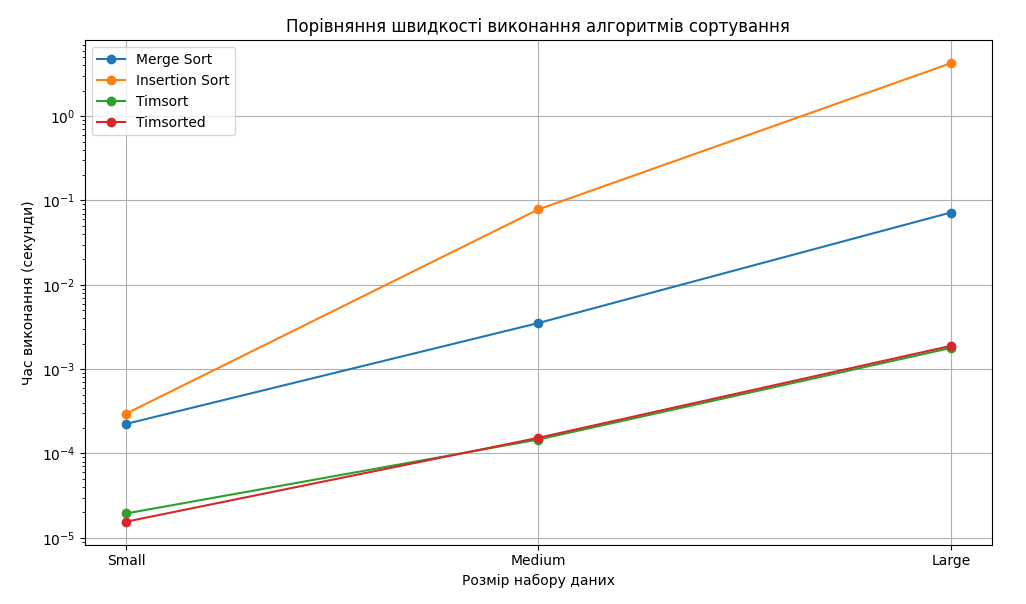 Порівняння швидкості виконання алгоритмів сортування
Merge Sort
Insertion Sort
Timsort
Timsorted
Час виконання (секунди)
10⁰
10⁻¹
10⁻²
10⁻³
10⁻⁴
10⁻⁵
Small Medium Large
Розмір набору даних